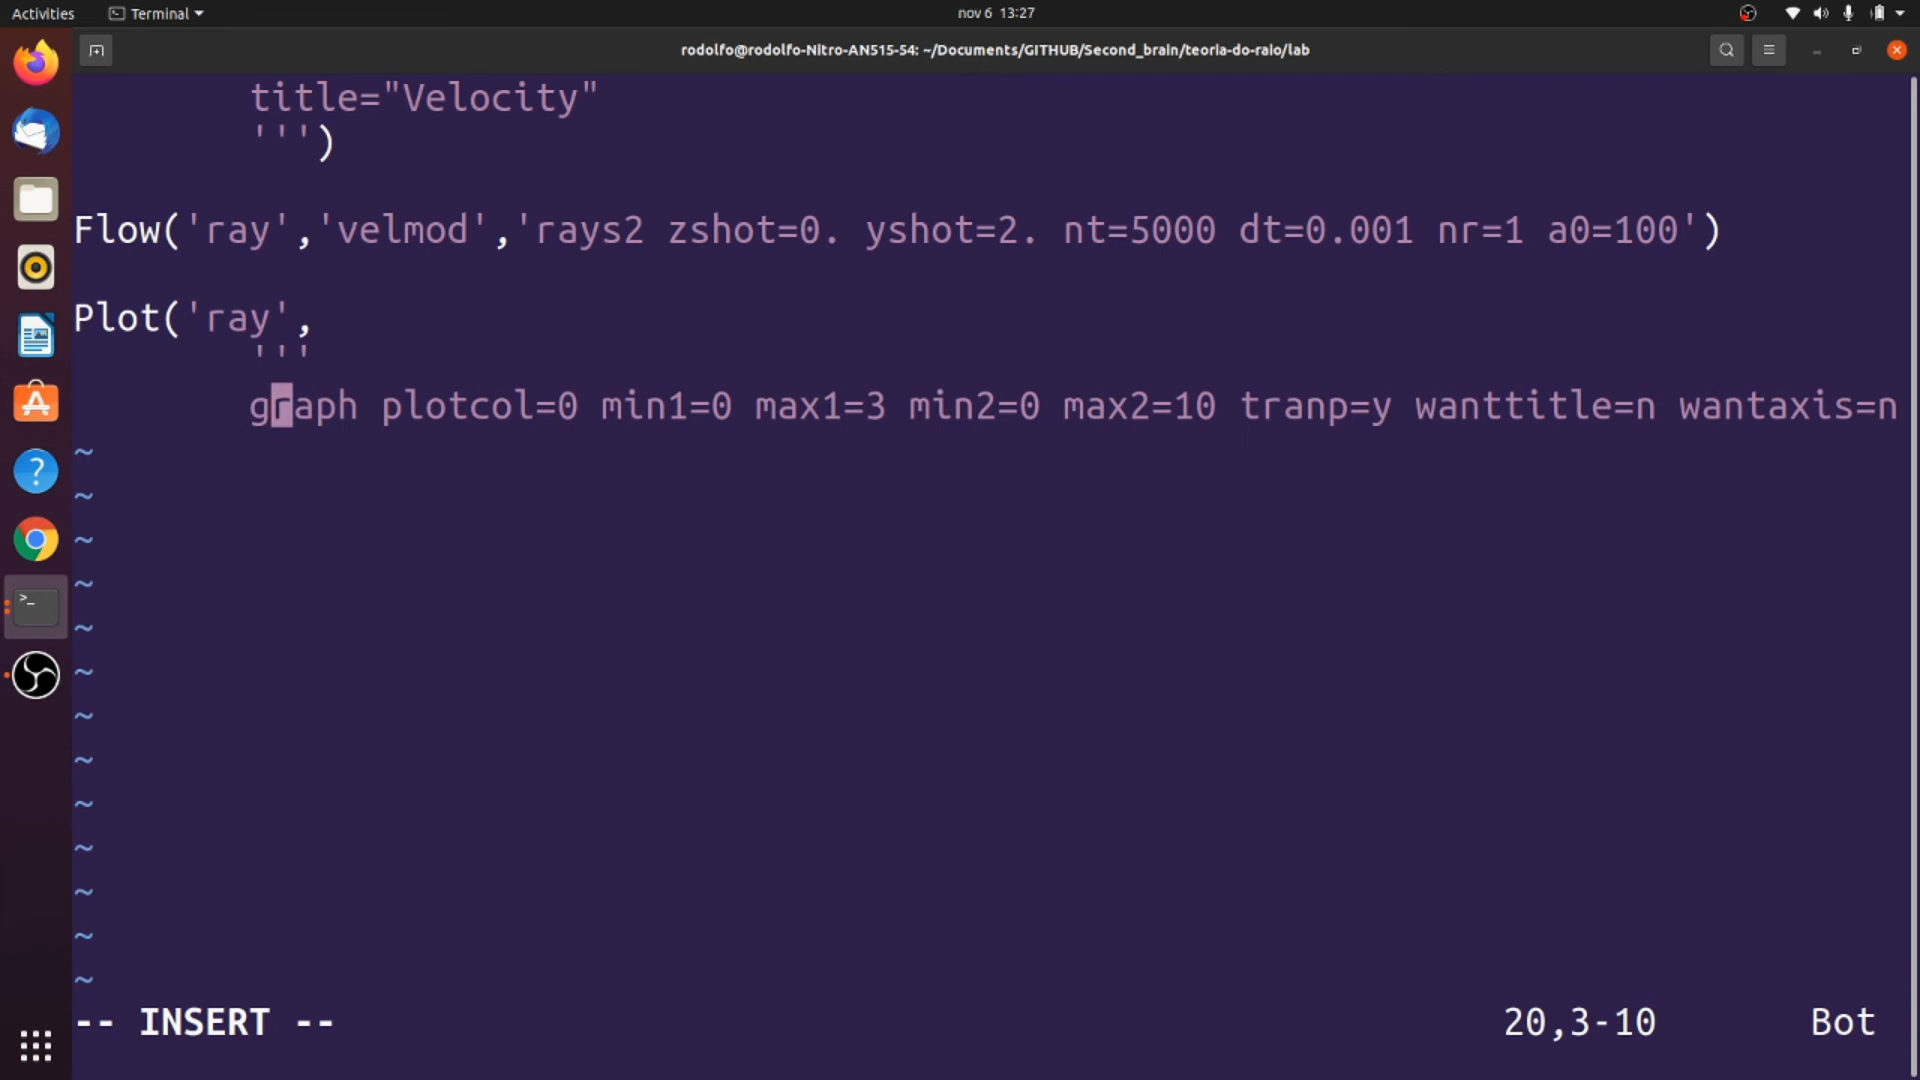 Activities
Terminal
nov 6 13:27
rodolfo@rodolfo-Nitro-AN515-54: ~/Documents/GITHUB/Second_brain/teoria-do-raio/lab
title="Velocity"
''')
Flow('ray','velmod','rays2 zshot=0. yshot=2. nt=5000 dt=0.001 nr=1 a0=100')
Plot('ray',
'''
graph plotcol=0 min1=0 max1=3 min2=0 max2=10 tranp=y wanttitle=n wantaxis=n
~
~
~
~
~
~
~
~
~
~
~
~
~
-- INSERT --
20,3-10
Bot